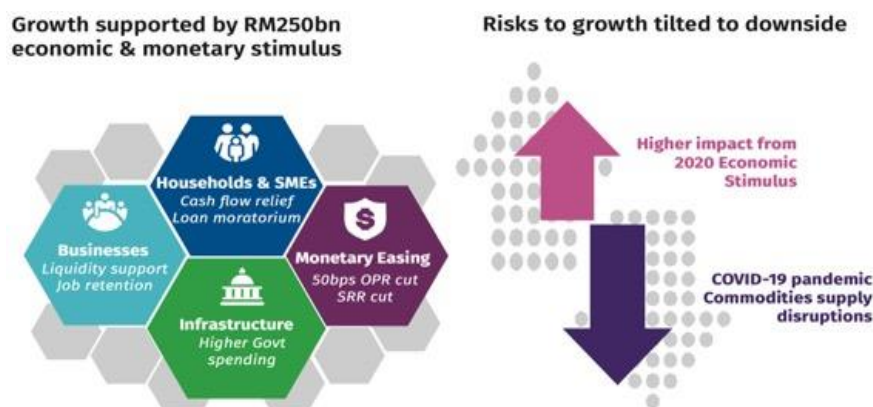 Growth supported by RM250bn
economic & monetary stimulus
Households & SMEs
Cash flow relief
Loan moratorium
Businesses
Liquidity support
Job retention
Monetary Easing
50bps OPR cut
SRR cut
Infrastructure
Higher Govt
spending
Risks to growth tilted to downside
Higher impact from
2020 Economic
Stimulus
COVID-19 pandemic
Commodities supply
disruptions